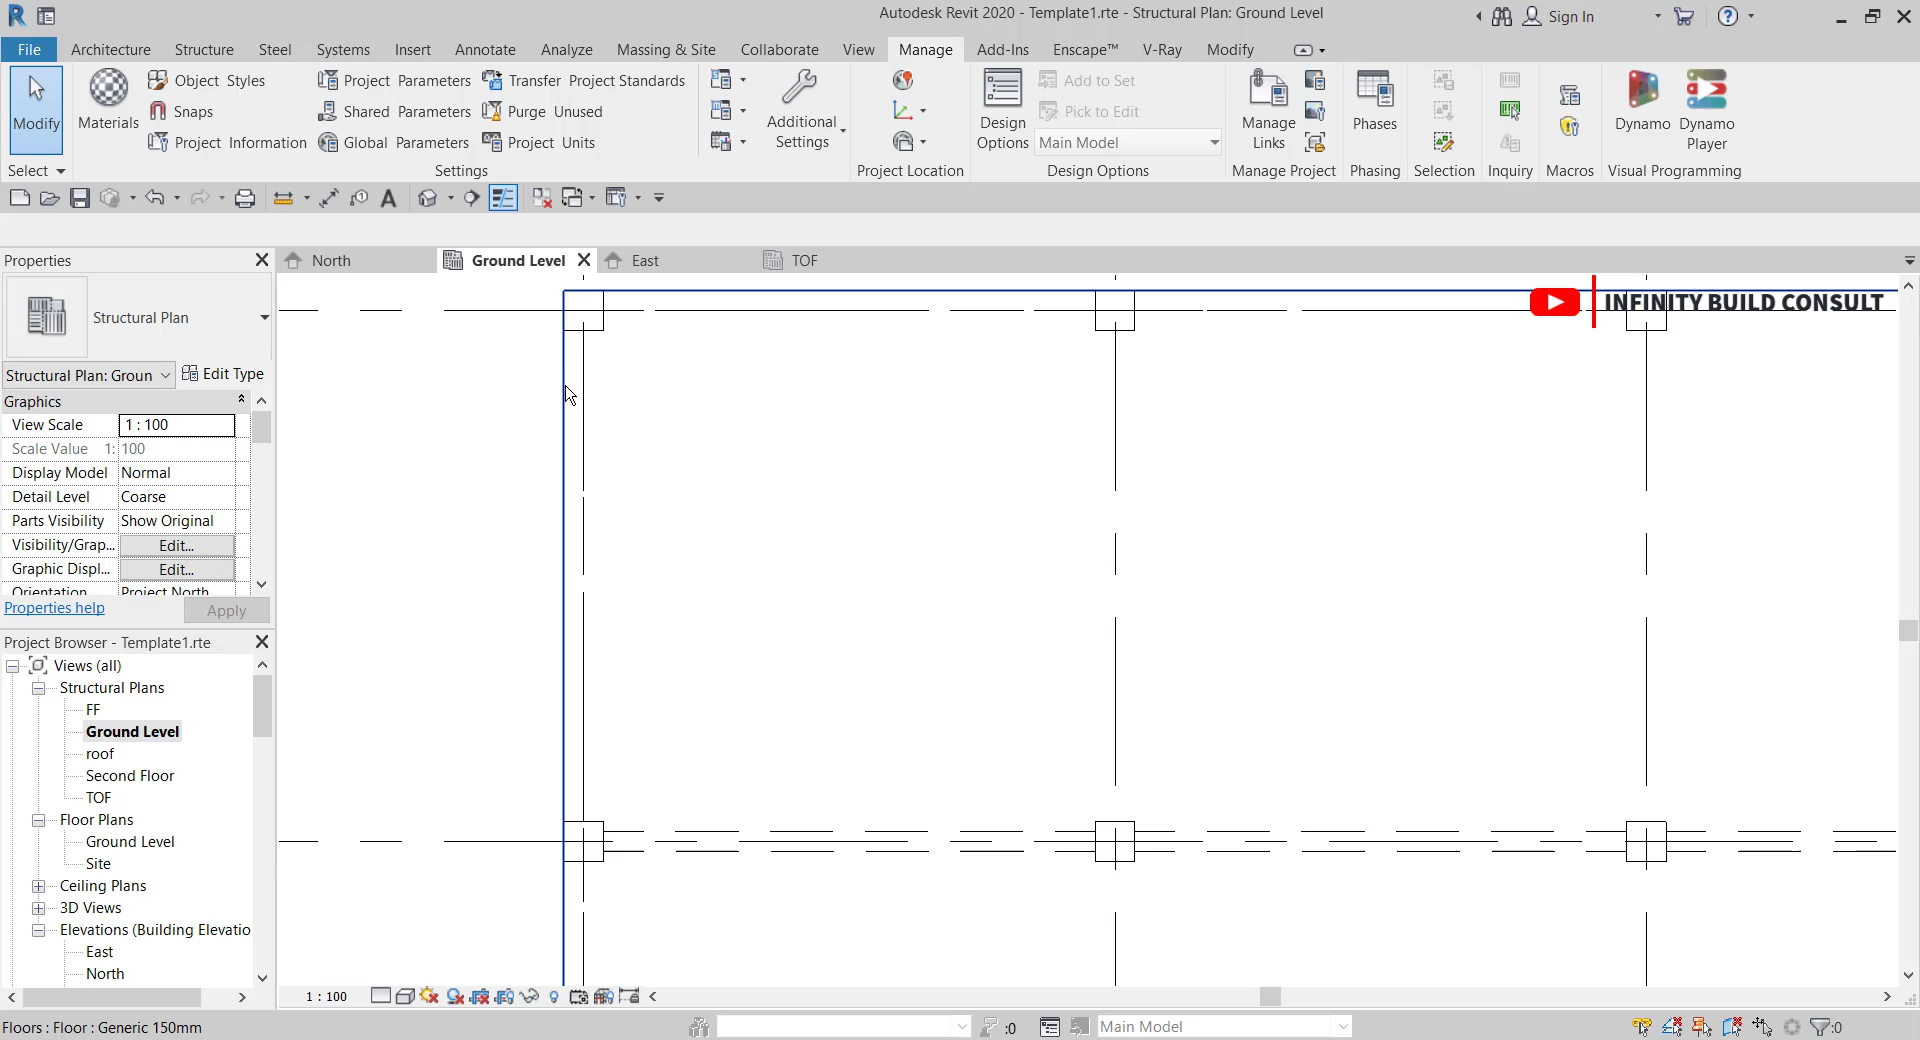 Autodesk Revit 2020 - Template1.rte - Structural Plan: Ground Level
Sign In
File Architecture Structure Steel Systems Insert Annotate Analyze Massing & Site Collaborate View Manage Add-Ins Enscape™ V-Ray Modify
Modify
Materials
Object Styles
Snaps
Project Information
Project Parameters
Shared Parameters
Global Parameters
Transfer Project Standards
Purge Unused
Project Units
Additional
Settings
Design
Options
Add to Set
Pick to Edit
Main Model
Manage
Links
Phases
Dynamo
Dynamo
Player
Select Settings Project Location Design Options Manage Project Phasing Selection Inquiry Macros Visual Programming
A
Properties
North Ground Level East TOF
Structural Plan
INFINITY BUILD CONSULT
Structural Plan: Groun Edit Type
Graphics
View Scale 1 : 100
Scale Value 1: 100
Display Model Normal
Detail Level Coarse
Parts Visibility Show Original
Visibility/Grap... Edit...
Graphic Displ... Edit...
Orientation Project North
Properties help Apply
Project Browser - Template1.rte
Views (all)
Structural Plans
FF
Ground Level
roof
Second Floor
TOF
Floor Plans
Ground Level
Site
Ceiling Plans
3D Views
Elevations (Building Elevatio
East
North
1 : 100
Floors : Floor : Generic 150mm
:0
Main Model
:0